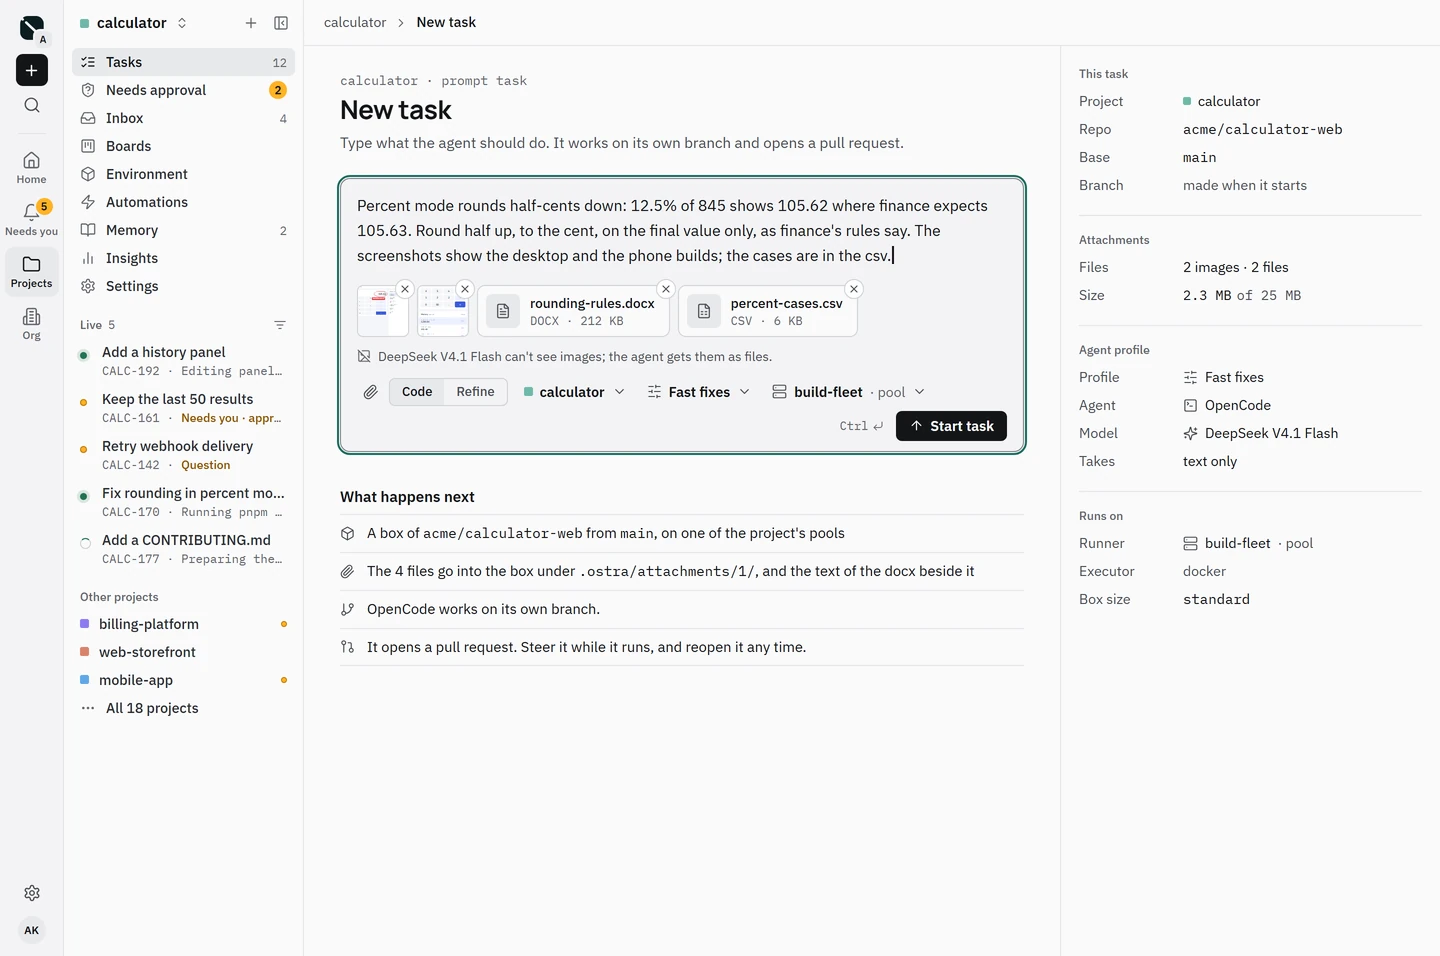 A
Home
5
Needs you
Projects
Org
AK
calculator
Tasks 12
Needs approval 2
Inbox 4
Boards
Environment
Automations
Memory 2
Insights
Settings
Live 5
Add a history panel
CALC-192 · Editing panel…
Keep the last 50 results
CALC-161 · Needs you · appr…
Retry webhook delivery
CALC-142 · Question
Fix rounding in percent mo…
CALC-170 · Running pnpm …
Add a CONTRIBUTING.md
CALC-177 · Preparing the…
Other projects
billing-platform
web-storefront
mobile-app
All 18 projects
calculator > New task
calculator · prompt task
New task
Type what the agent should do. It works on its own branch and opens a pull request.
Percent mode rounds half-cents down: 12.5% of 845 shows 105.62 where finance expects
105.63. Round half up, to the cent, on the final value only, as finance's rules say. The
screenshots show the desktop and the phone builds; the cases are in the csv.
rounding-rules.docx
DOCX · 212 KB
percent-cases.csv
CSV · 6 KB
DeepSeek V4.1 Flash can't see images; the agent gets them as files.
Code Refine calculator Fast fixes build-fleet · pool
Ctrl ↵ Start task
What happens next
A box of acme/calculator-web from main, on one of the project's pools
The 4 files go into the box under .ostra/attachments/1/, and the text of the docx beside it
OpenCode works on its own branch.
It opens a pull request. Steer it while it runs, and reopen it any time.
This task
Project calculator
Repo acme/calculator-web
Base main
Branch made when it starts
Attachments
Files 2 images · 2 files
Size 2.3 MB of 25 MB
Agent profile
Profile Fast fixes
Agent OpenCode
Model DeepSeek V4.1 Flash
Takes text only
Runs on
Runner build-fleet · pool
Executor docker
Box size standard